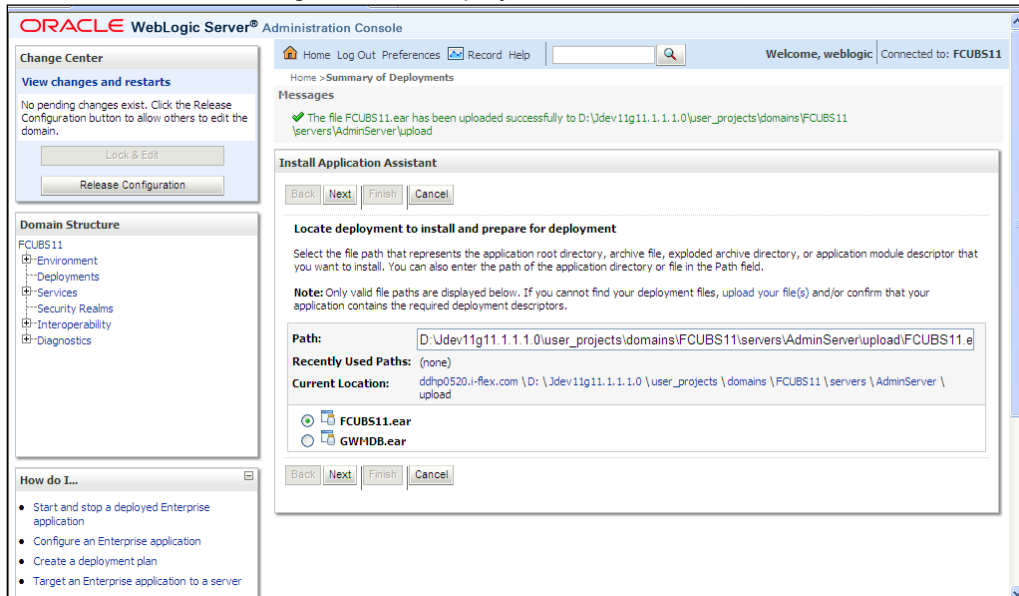 ORACLE WebLogic Server® Administration Console
Change Center
View changes and restarts
No pending changes exist. Click the Release
Configuration button to allow others to edit the
domain.
Lock & Edit
Release Configuration
Domain Structure
FCUBS11
Environment
Deployments
Services
Security Realms
Interoperability
Diagnostics
How do I...
Start and stop a deployed Enterprise
application
Configure an Enterprise application
Create a deployment plan
Target an Enterprise application to a server
Home Log Out Preferences Record Help
Welcome, weblogic Connected to: FCUBS11
Home >Summary of Deployments
Messages
The file FCUBS11.ear has been uploaded successfully to D:\Jdev11g11.1.1.1.0\user_projects\domains\FCUBS11
\servers\AdminServer\upload
Install Application Assistant
Back Next Finish Cancel
Locate deployment to install and prepare for deployment
Select the file path that represents the application root directory, archive file, exploded archive directory, or application module descriptor that
you want to install. You can also enter the path of the application directory or file in the Path field.
Note: Only valid file paths are displayed below. If you cannot find your deployment files, upload your file(s) and/or confirm that your
application contains the required deployment descriptors.
Path: D:\Jdev11g11.1.1.1.0\user_projects\domains\FCUBS11\servers\AdminServer\upload\FCUBS11.e
Recently Used Paths: (none)
Current Location: ddhp0520.i-flex.com \ D: \ Jdev11g11.1.1.1.0 \ user_projects \ domains \ FCUBS11 \ servers \ AdminServer \
upload
FCUBS11.ear
GWMDB.ear
Back Next Finish Cancel